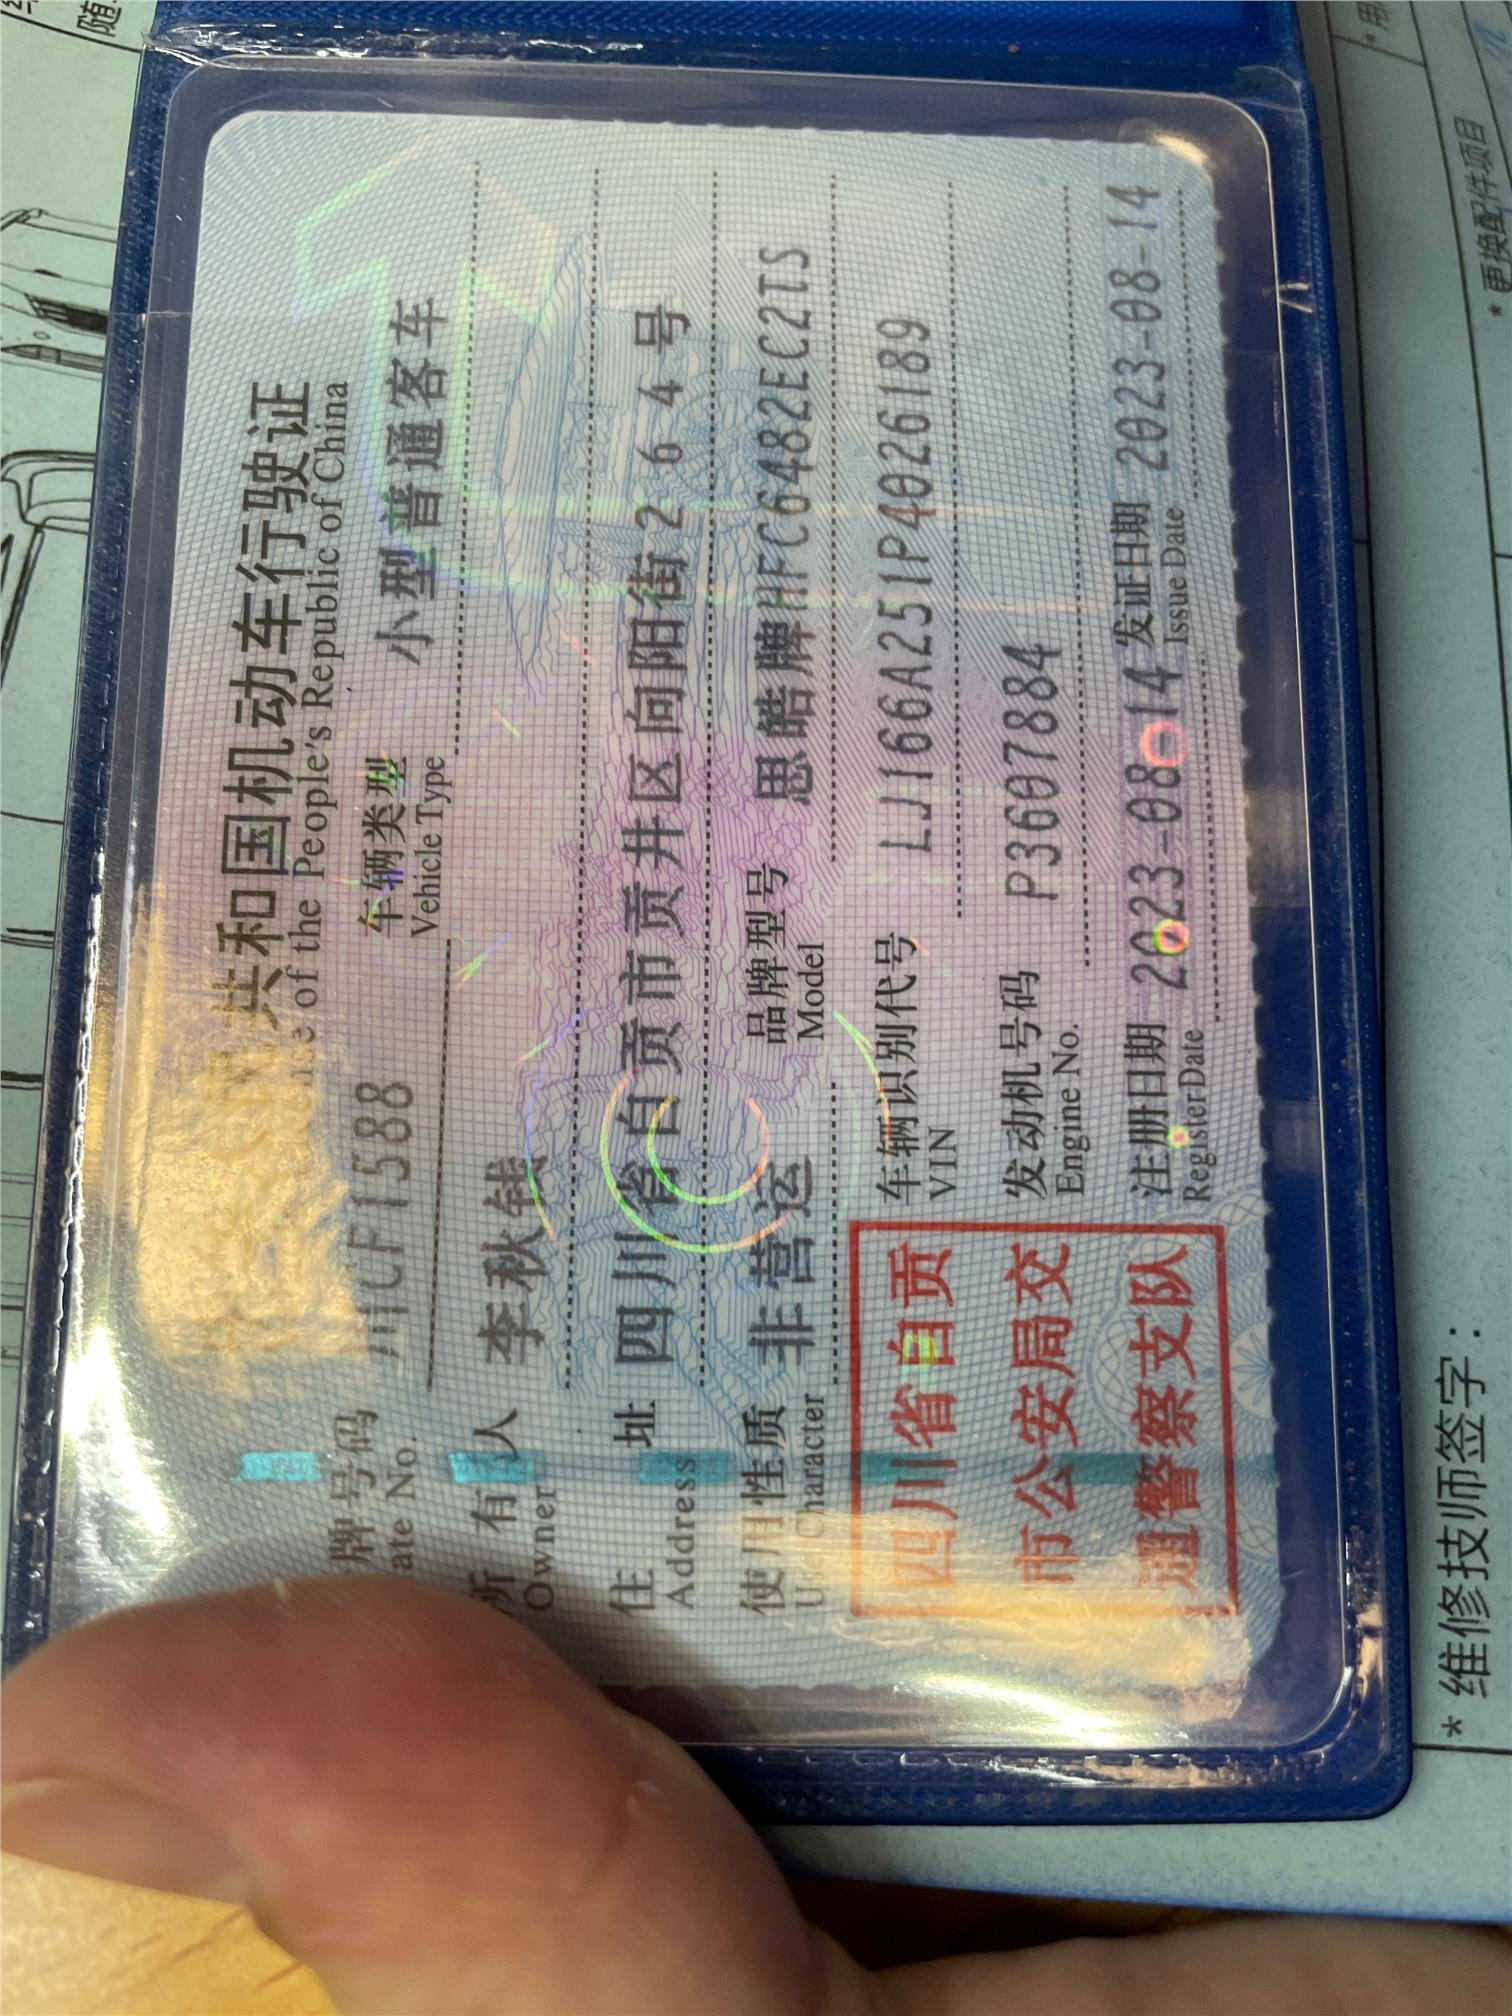 人民共和国机动车行驶证
of the People's Republic of China
牌号码 川CF1588 车辆类型 小型普通客车
No. Vehicle Type
所有人 李秋
Owner
住址 四川省自贡市贡井区向阳街264号
Address
使用性质 非营运 品牌型号 思皓牌HFC6482EC2TS
Use Character Model
四川省自贡
市公安局交
通警察支队
车辆识别代号 LJ166A251P4026189
VIN
发动机号码 P3607884
Engine No.
注册日期 2023-08-14 发证日期 2023-08-14
Register Date Issue Date
* 维修技师签字：
* 更换配件项目
* 用
随